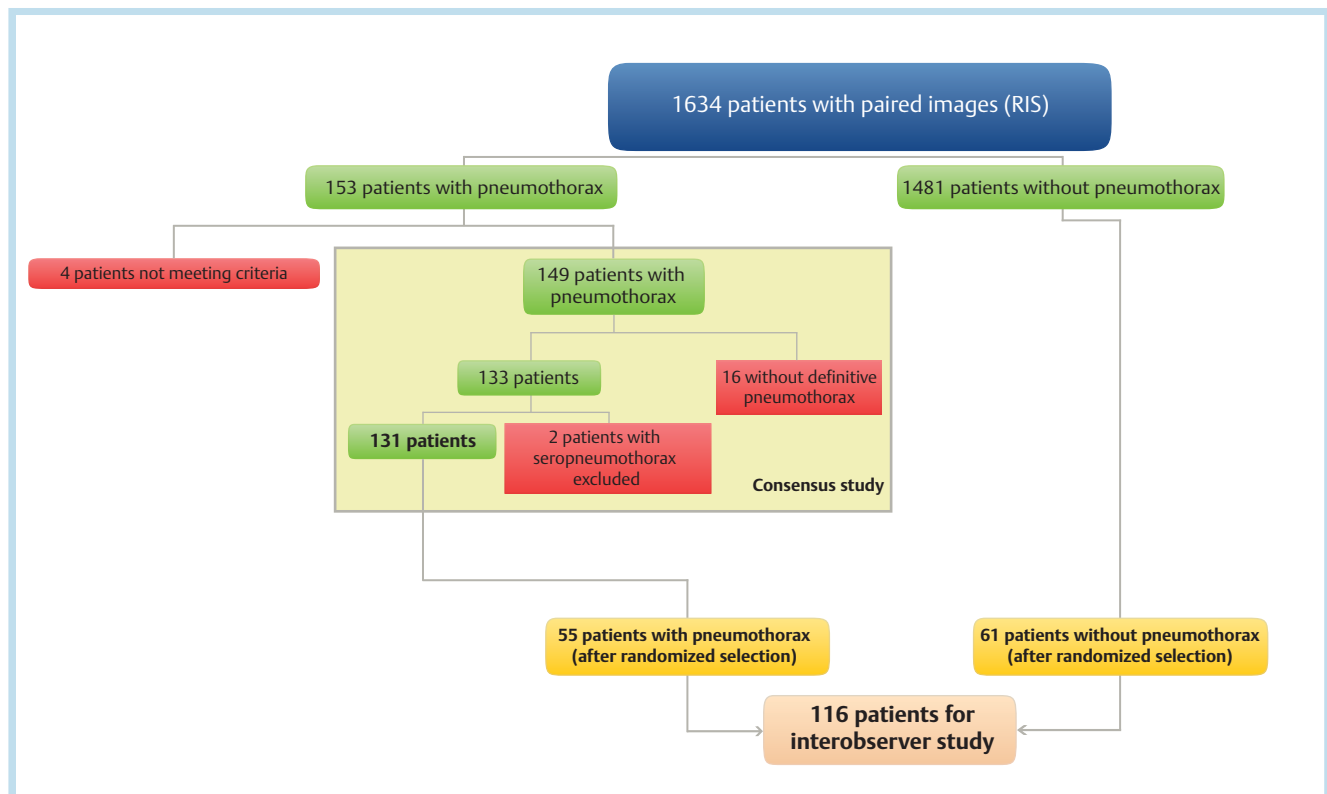 1634 patients with paired images (RIS)
153 patients with pneumothorax
1481 patients without pneumothorax
4 patients not meeting criteria
149 patients with
pneumothorax
133 patients
16 without definitive
pneumothorax
131 patients
2 patients with
seropneumothorax
excluded
Consensus study
55 patients with pneumothorax
(after randomized selection)
61 patients without pneumothorax
(after randomized selection)
116 patients for
interobserver study